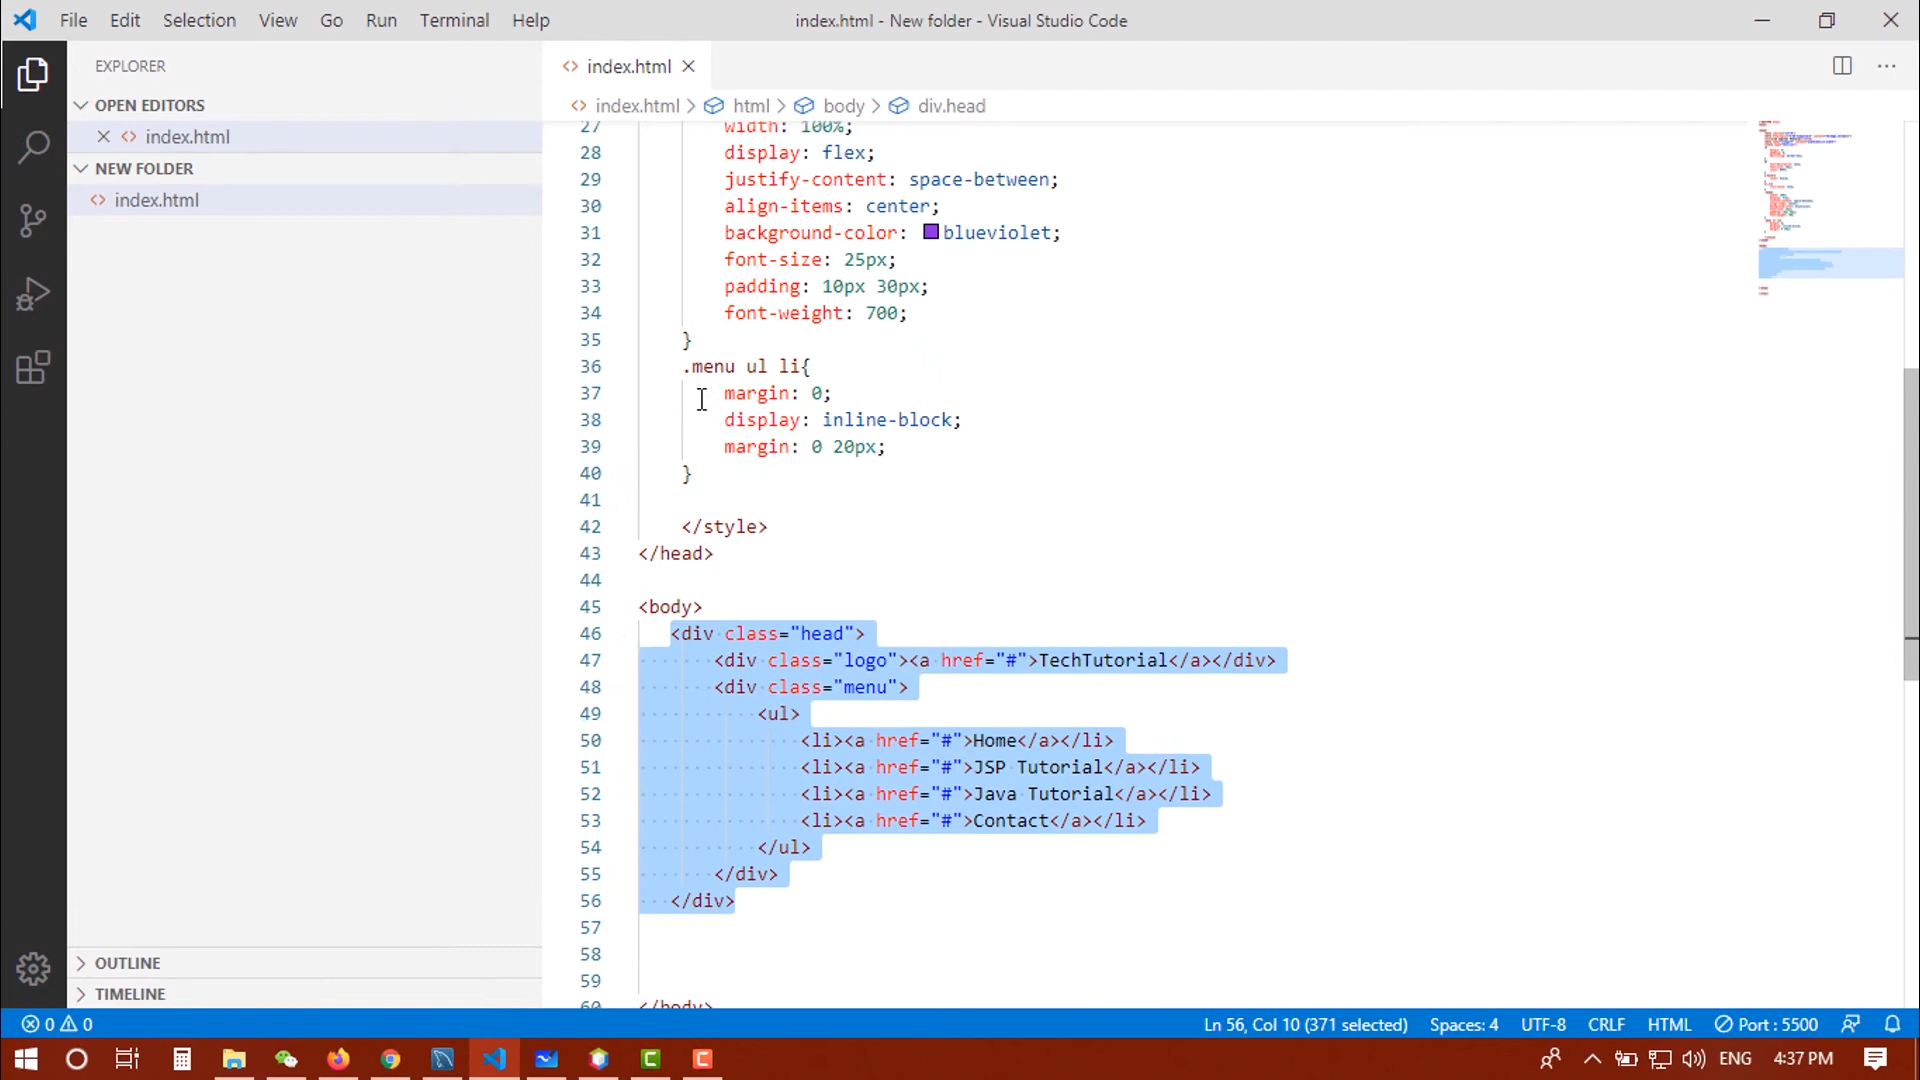 File Edit Selection View Go Run Terminal Help
index.html - New folder - Visual Studio Code
EXPLORER
OPEN EDITORS
index.html
NEW FOLDER
index.html
OUTLINE
TIMELINE
index.html
index.html > html > body > div.head
27 width: 100%;
28 display: flex;
29 justify-content: space-between;
30 align-items: center;
31 background-color: blueviolet;
32 font-size: 25px;
33 padding: 10px 30px;
34 font-weight: 700;
35 }
36 .menu ul li{
37 margin: 0;
38 display: inline-block;
39 margin: 0 20px;
40 }
41
42 </style>
43 </head>
44
45 <body>
46 <div class="head">
47 <div class="logo"><a href="#">TechTutorial</a></div>
48 <div class="menu">
49 <ul>
50 <li><a href="#">Home</a></li>
51 <li><a href="#">JSP Tutorial</a></li>
52 <li><a href="#">Java Tutorial</a></li>
53 <li><a href="#">Contact</a></li>
54 </ul>
55 </div>
56 </div>
57
58
59
60 </body>
0 0
Ln 56, Col 10 (371 selected) Spaces: 4 UTF-8 CRLF HTML Port : 5500
ENG 4:37 PM